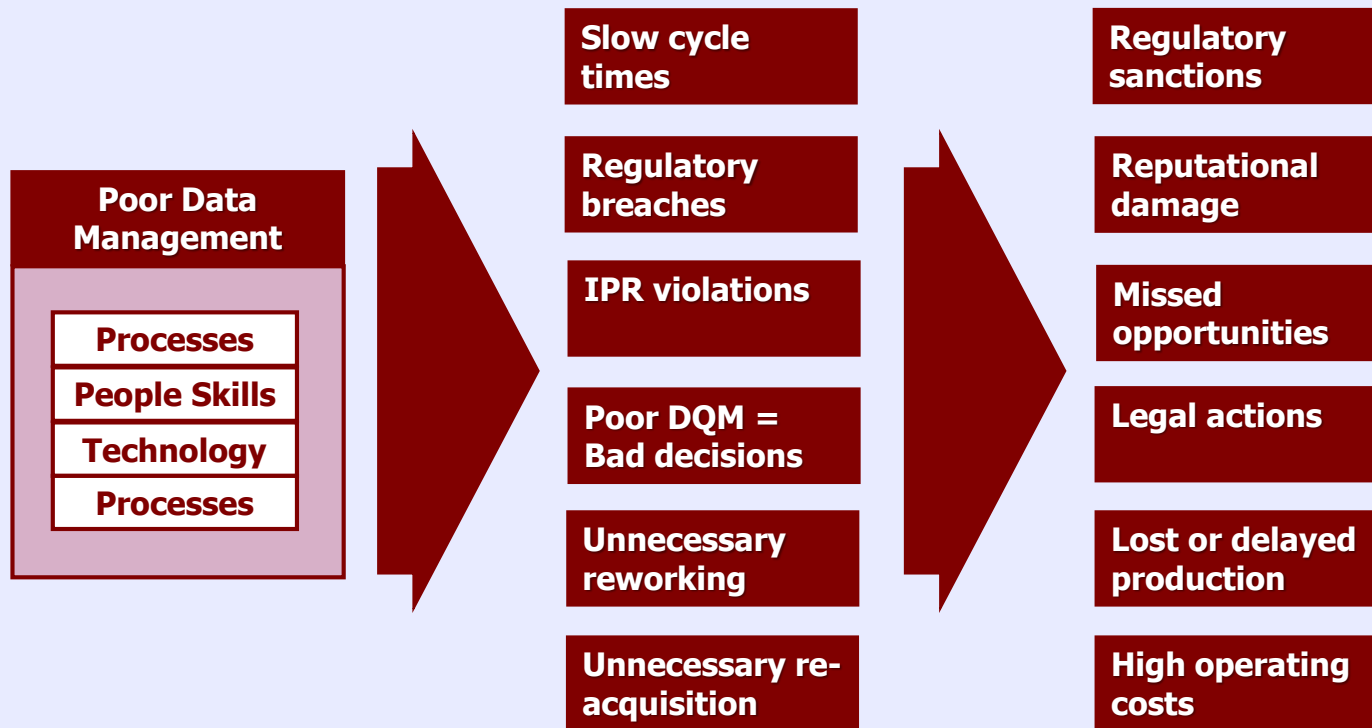 Poor Data
Management
Processes
People Skills
Technology
Processes
Slow cycle
times
Regulatory
breaches
IPR violations
Poor DQM =
Bad decisions
Unnecessary
reworking
Unnecessary re-
acquisition
Regulatory
sanctions
Reputational
damage
Missed
opportunities
Legal actions
Lost or delayed
production
High operating
costs